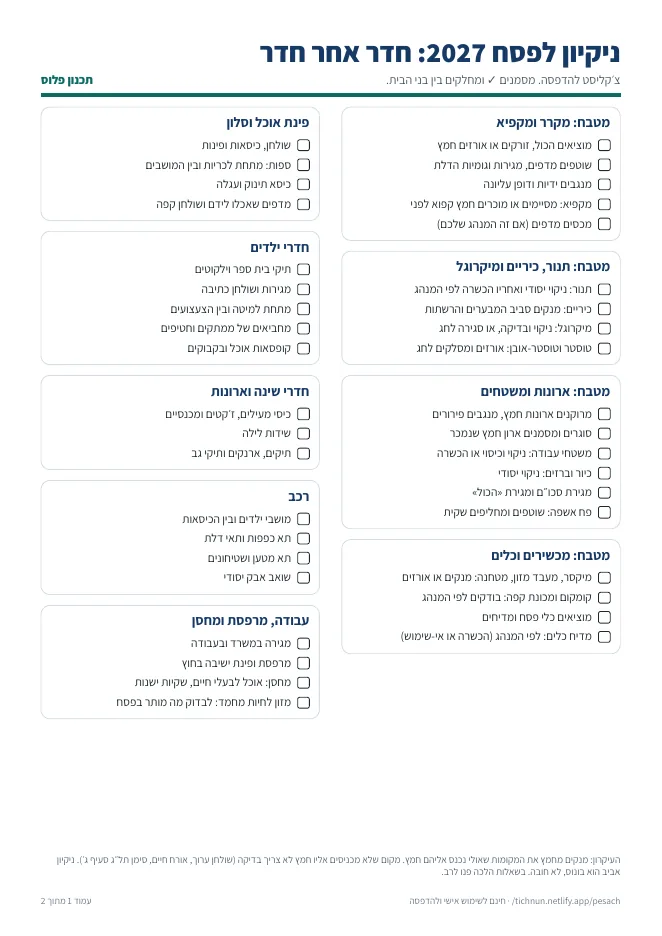 ניקיון לפסח 2027: חדר אחר חדר
צ׳קליסט להדפסה. מסמנים ✓ ומחלקים בין בני הבית.
תכנון פלוס
מטבח: מקרר ומקפיא
מוציאים הכול, זורקים או אורזים חמץ
שוטפים מדפים, מגירות וגומיות הדלת
מנגבים ידיות ודופן עליונה
מקפיא: מסיימים או מוכרים חמץ קפוא לפני
מכסים מדפים (אם זה המנהג שלכם)
מטבח: תנור, כיריים ומיקרוגל
תנור: ניקוי יסודי ואחריו הכשרה לפי המנהג
כיריים: מנקים סביב המבערים והרשתות
מיקרוגל: ניקוי ובדיקה, או סגירה לחג
טוסטר וטוסטר-אובן: אורזים ומסלקים לחג
מטבח: ארונות ומשטחים
מרוקנים ארונות חמץ, מנגבים פירורים
סוגרים ומסמנים ארון חמץ שנמכר
משטחי עבודה: ניקוי וכיסוי או הכשרה
כיור וברזים: ניקוי יסודי
מגירת סכו״ם ומגירת «הכול»
פח אשפה: שוטפים ומחליפים שקית
מטבח: מכשירים וכלים
מיקסר, מעבד מזון, מטחנה: מנקים או אורזים
קומקום ומכונת קפה: בודקים לפי המנהג
מוציאים כלי פסח ומדיחים
מדיח כלים: לפי המנהג (הכשרה או אי-שימוש)
פינת אוכל וסלון
שולחן, כיסאות ופינות
ספות: מתחת לכריות ובין המושבים
כיסא תינוק ועגלה
מדפים שאכלו לידם ושולחן קפה
חדרי ילדים
תיקי בית ספר וילקוטים
מגירות ושולחן כתיבה
מתחת למיטה ובין הצעצועים
מחביאים של ממתקים וחטיפים
קופסאות אוכל ובקבוקים
חדרי שינה וארונות
כיסי מעילים, ז׳קטים ומכנסיים
שידות לילה
תיקים, ארנקים ותיקי גב
רכב
מושבי ילדים ובין הכיסאות
תא כפפות ותאי דלת
תא מטען ושטיחונים
שואב אבק יסודי
עבודה, מרפסת ומחסן
מגירה במשרד ובעבודה
מרפסת ופינת ישיבה בחוץ
מחסן: אוכל לבעלי חיים, שקיות ישנות
מזון לחיות מחמד: לבדוק מה מותר בפסח
העיקרון: מנקים מחמץ את המקומות שאולי נכנס אליהם חמץ. מקום שלא מכניסים אליו חמץ לא צריך בדיקה (שולחן ערוך, אורח חיים, סימן תל״ג סעיף ג׳). ניקיון
אביב הוא בונוס, לא חובה. בשאלות הלכה פנו לרב.
tichnun.netlify.app/pesach/ · חינם לשימוש אישי ולהדפסה
עמוד 1 מתוך 2